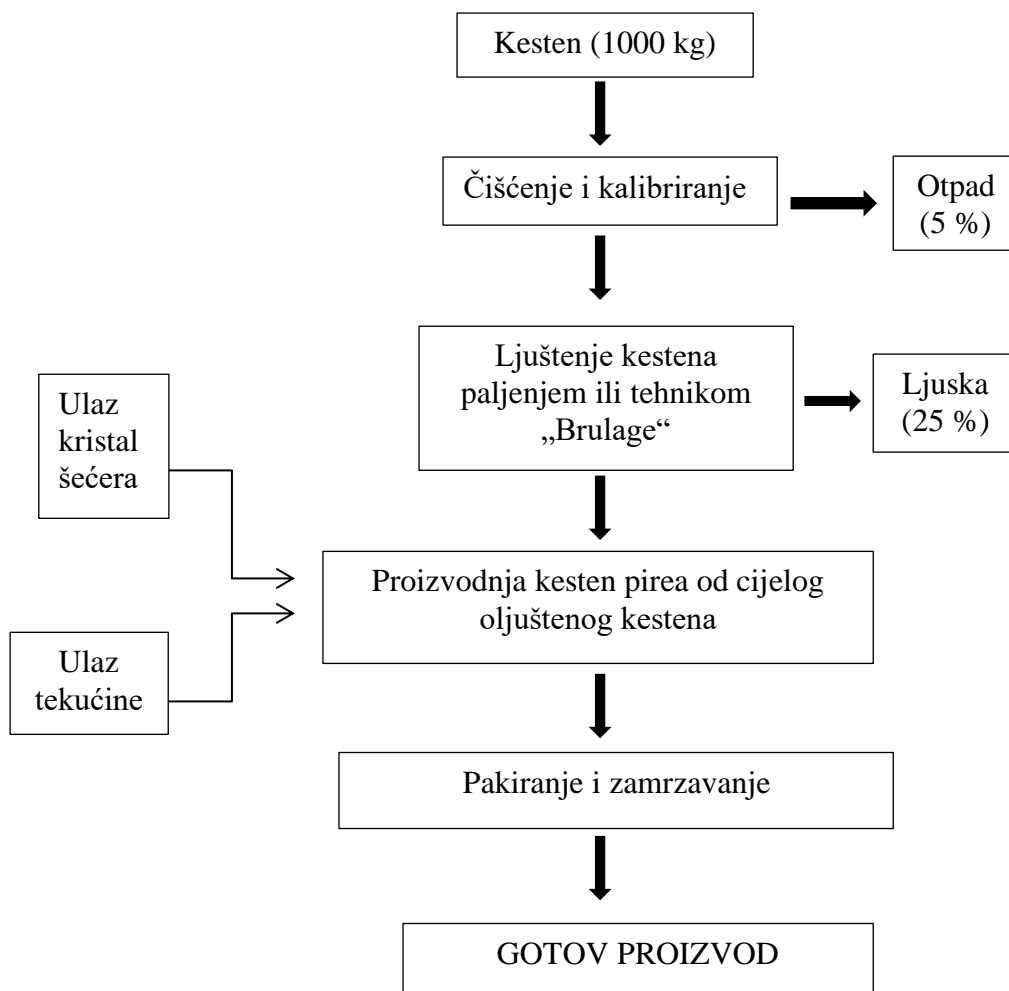 Kesten (1000 kg)
Čišćenje i kalibriranje
Otpad
(5 %)
Ljuštenje kestena
paljenjem ili tehnikom
„Brulage“
Ljuska
(25 %)
Ulaz
kristal
šećera
Proizvodnja kesten pirea od cijelog
oljuštenog kestena
Ulaz
tekućine
Pakiranje i zamrzavanje
GOTOV PROIZVOD